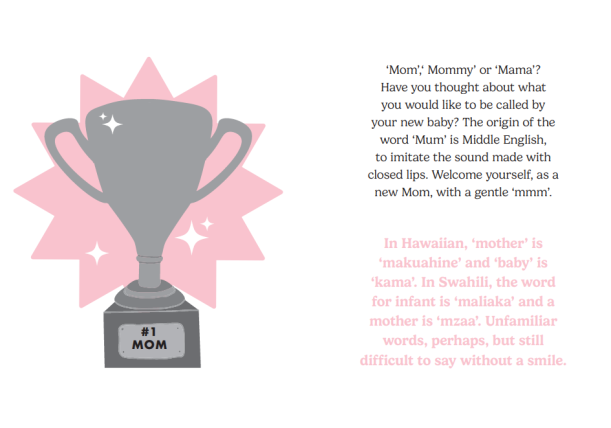 #1
MOM
‘Mom’,‘ Mommy’ or ‘Mama’?
Have you thought about what
you would like to be called by
your new baby? The origin of the
word ‘Mum’ is Middle English,
to imitate the sound made with
closed lips. Welcome yourself, as a
new Mom, with a gentle ‘mmm’.
In Hawaiian, ‘mother’ is
‘makuahine’ and ‘baby’ is
‘kama’. In Swahili, the word
for infant is ‘maliaka’ and a
mother is ‘mzaa’. Unfamiliar
words, perhaps, but still
difficult to say without a smile.